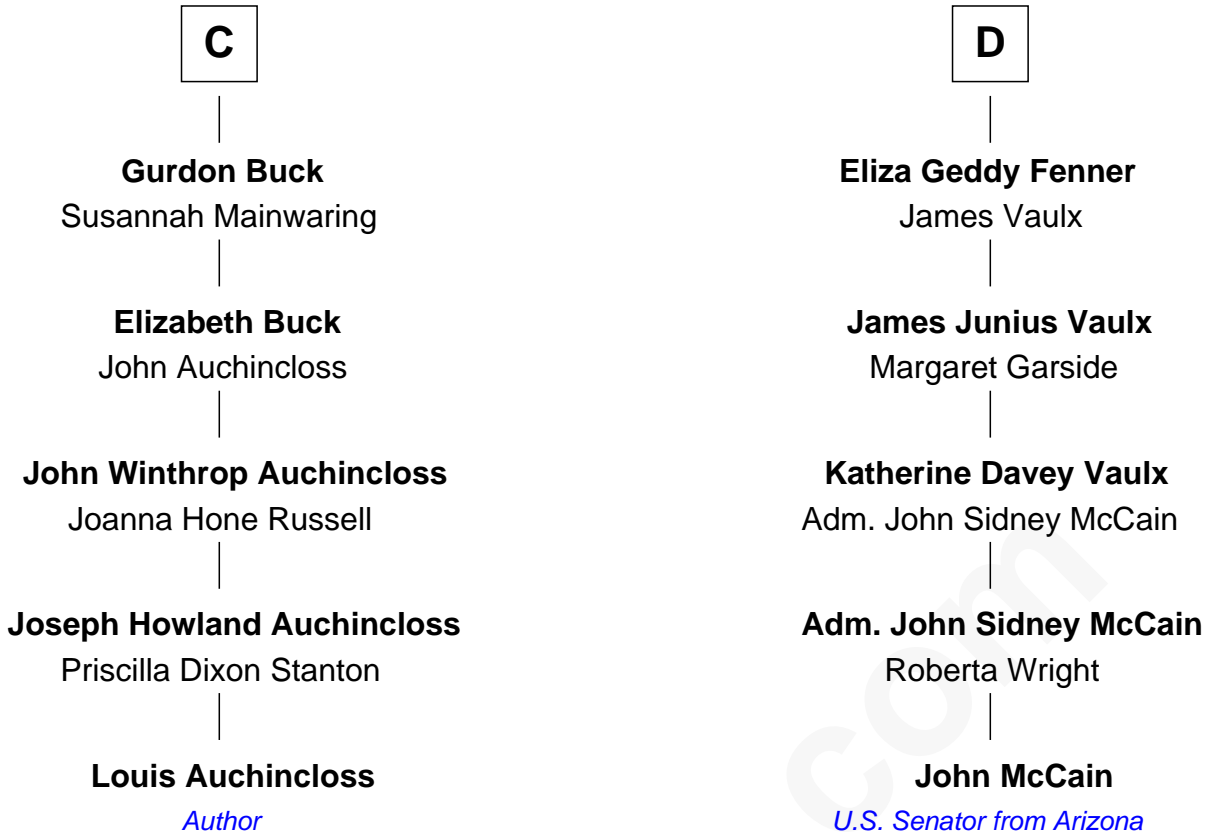 C
Gurdon Buck
Susannah Mainwaring
Elizabeth Buck
John Auchincloss
John Winthrop Auchincloss
Joanna Hone Russell
Joseph Howland Auchincloss
Priscilla Dixon Stanton
Louis Auchincloss
Author
D
Eliza Geddy Fenner
James Vaulx
James Junius Vaulx
Margaret Garside
Katherine Davey Vaulx
Adm. John Sidney McCain
Adm. John Sidney McCain
Roberta Wright
John McCain
U.S. Senator from Arizona
com